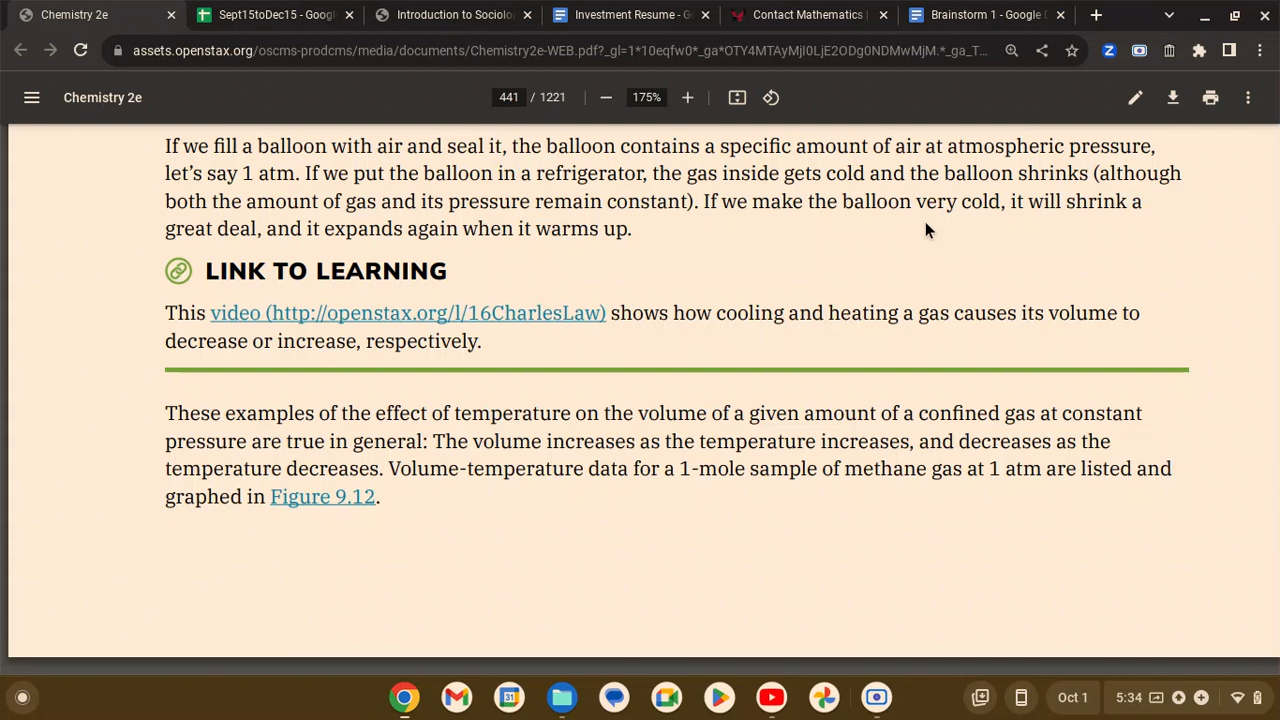 Chemistry 2e
Sept15toDec15 - Googl
Introduction to Sociolo
Investment Resume - G
Contact Mathematics
Brainstorm 1 - Google D
assets.openstax.org/oscms-prodcms/media/documents/Chemistry2e-WEB.pdf?_gl=1*10eqfw0*_ga*OTY4MTAyMjI0LjE2ODg0NDMwMjM.*_ga_T...
Chemistry 2e
441 / 1221
175%
If we fill a balloon with air and seal it, the balloon contains a specific amount of air at atmospheric pressure,
let’s say 1 atm. If we put the balloon in a refrigerator, the gas inside gets cold and the balloon shrinks (although
both the amount of gas and its pressure remain constant). If we make the balloon very cold, it will shrink a
great deal, and it expands again when it warms up.
LINK TO LEARNING
This video (http://openstax.org/l/16CharlesLaw) shows how cooling and heating a gas causes its volume to
decrease or increase, respectively.
These examples of the effect of temperature on the volume of a given amount of a confined gas at constant
pressure are true in general: The volume increases as the temperature increases, and decreases as the
temperature decreases. Volume-temperature data for a 1-mole sample of methane gas at 1 atm are listed and
graphed in Figure 9.12.
31
Oct 1
5:34